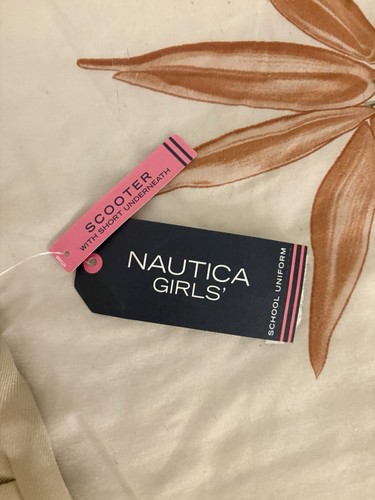 SCOOTER
WITH SHORT UNDERNEATH
NAUTICA
GIRLS'
SCHOOL UNIFORM